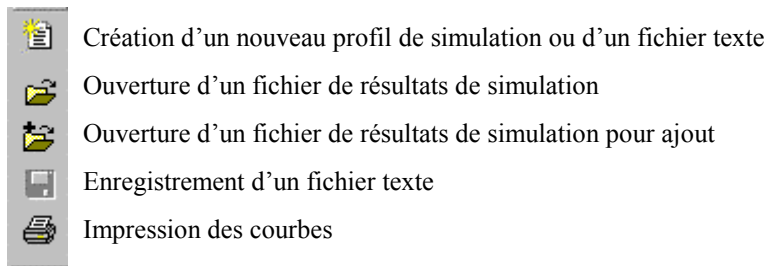 Création d’un nouveau profil de simulation ou d’un fichier texte
Ouverture d’un fichier de résultats de simulation
Ouverture d’un fichier de résultats de simulation pour ajout
Enregistrement d’un fichier texte
Impression des courbes